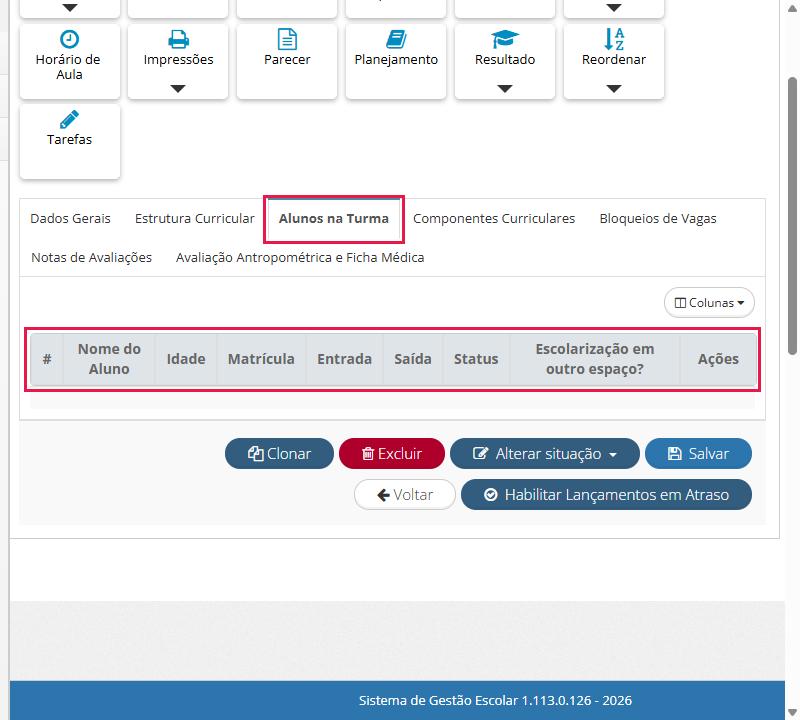 Horário de Aula
Impressões
Parecer
Planejamento
Resultado
Reordenar
Tarefas
Dados Gerais
Estrutura Curricular
Alunos na Turma
Componentes Curriculares
Bloqueios de Vagas
Notas de Avaliações
Avaliação Antropométrica e Ficha Médica
Colunas
#
Nome do
Aluno
Idade
Matrícula
Entrada
Saída
Status
Escolarização em
outro espaço?
Ações
Clonar
Excluir
Alterar situação
Salvar
Voltar
Habilitar Lançamentos em Atraso
Sistema de Gestão Escolar 1.113.0.126 - 2026